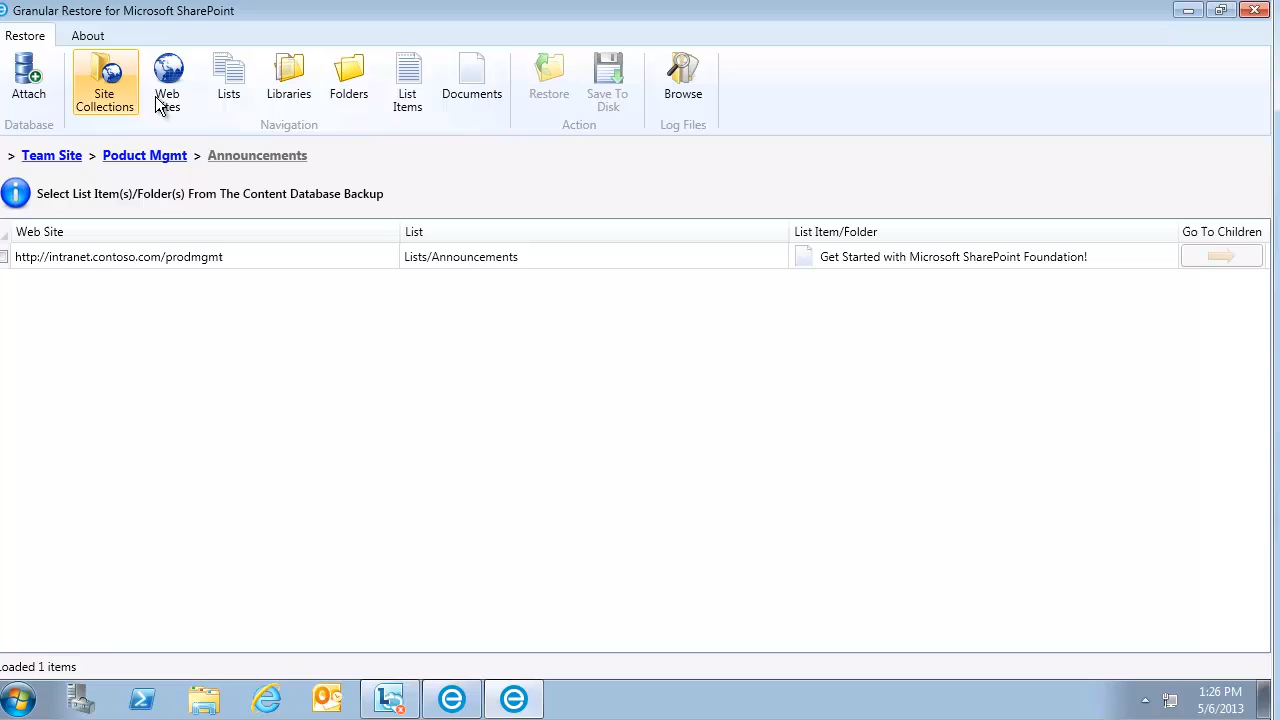 Granular Restore for Microsoft SharePoint
Restore About
Attach
Site Collections
Web
Lists
Libraries
Folders
List Items
Documents
Restore
Save To Disk
Browse
Database
Navigation
Action
Log Files
> Team Site > Poduct Mgmt > Announcements
Select List Item(s)/Folder(s) From The Content Database Backup
Web Site List List Item/Folder Go To Children
http://intranet.contoso.com/prodmgmt Lists/Announcements Get Started with Microsoft SharePoint Foundation!
oaded 1 items
1:26 PM
5/6/2013